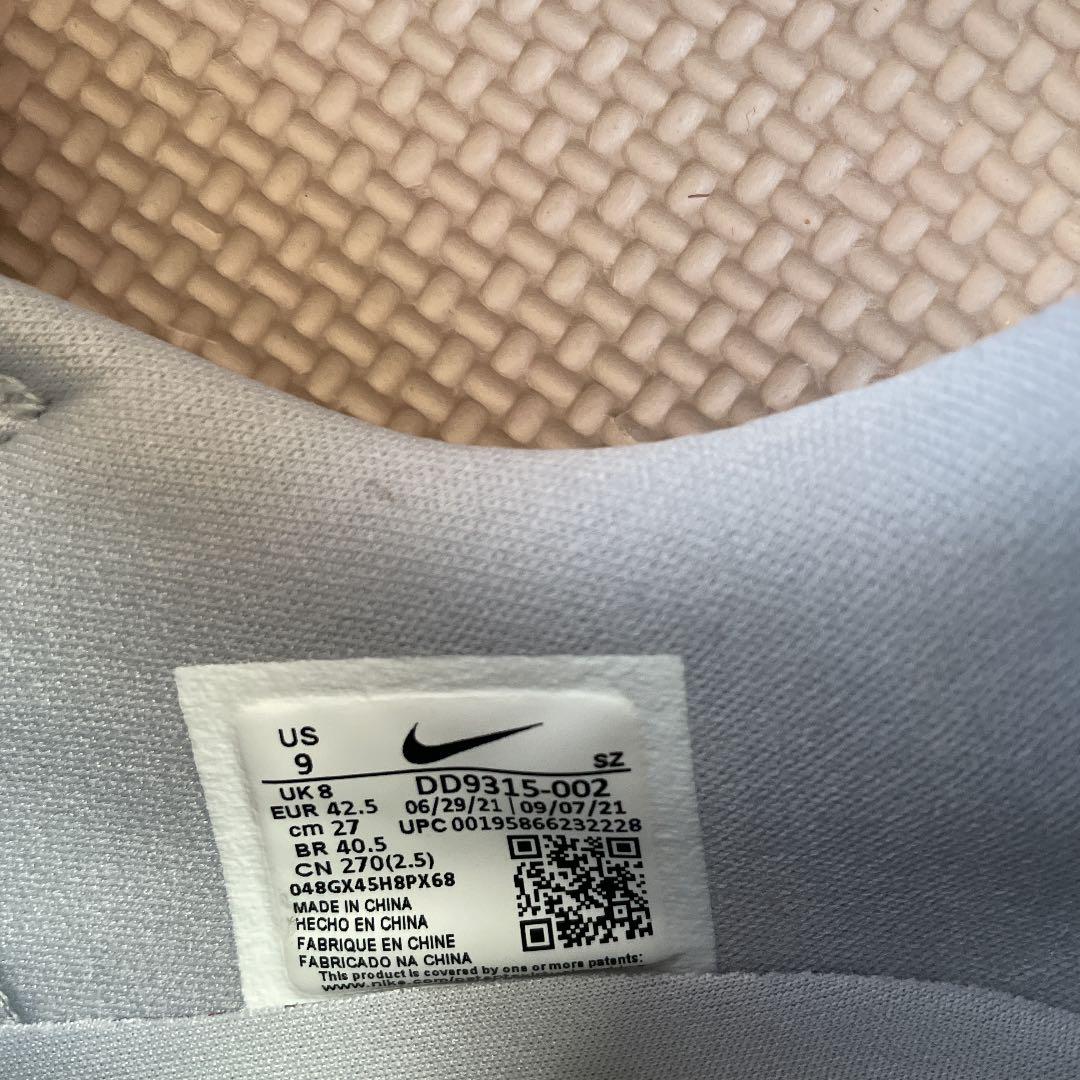 US
9
SZ
UK 8
DD9315-002
EUR 42.5
06/29/21 | 09/07/21
cm 27
UPC 00195866232228
BR 40.5
CN 270(2.5)
048GX45H8PX68
MADE IN CHINA
HECHO EN CHINA
FABRIQUE EN CHINE
FABRICADO NA CHINA
This product is covered by one or more patents: